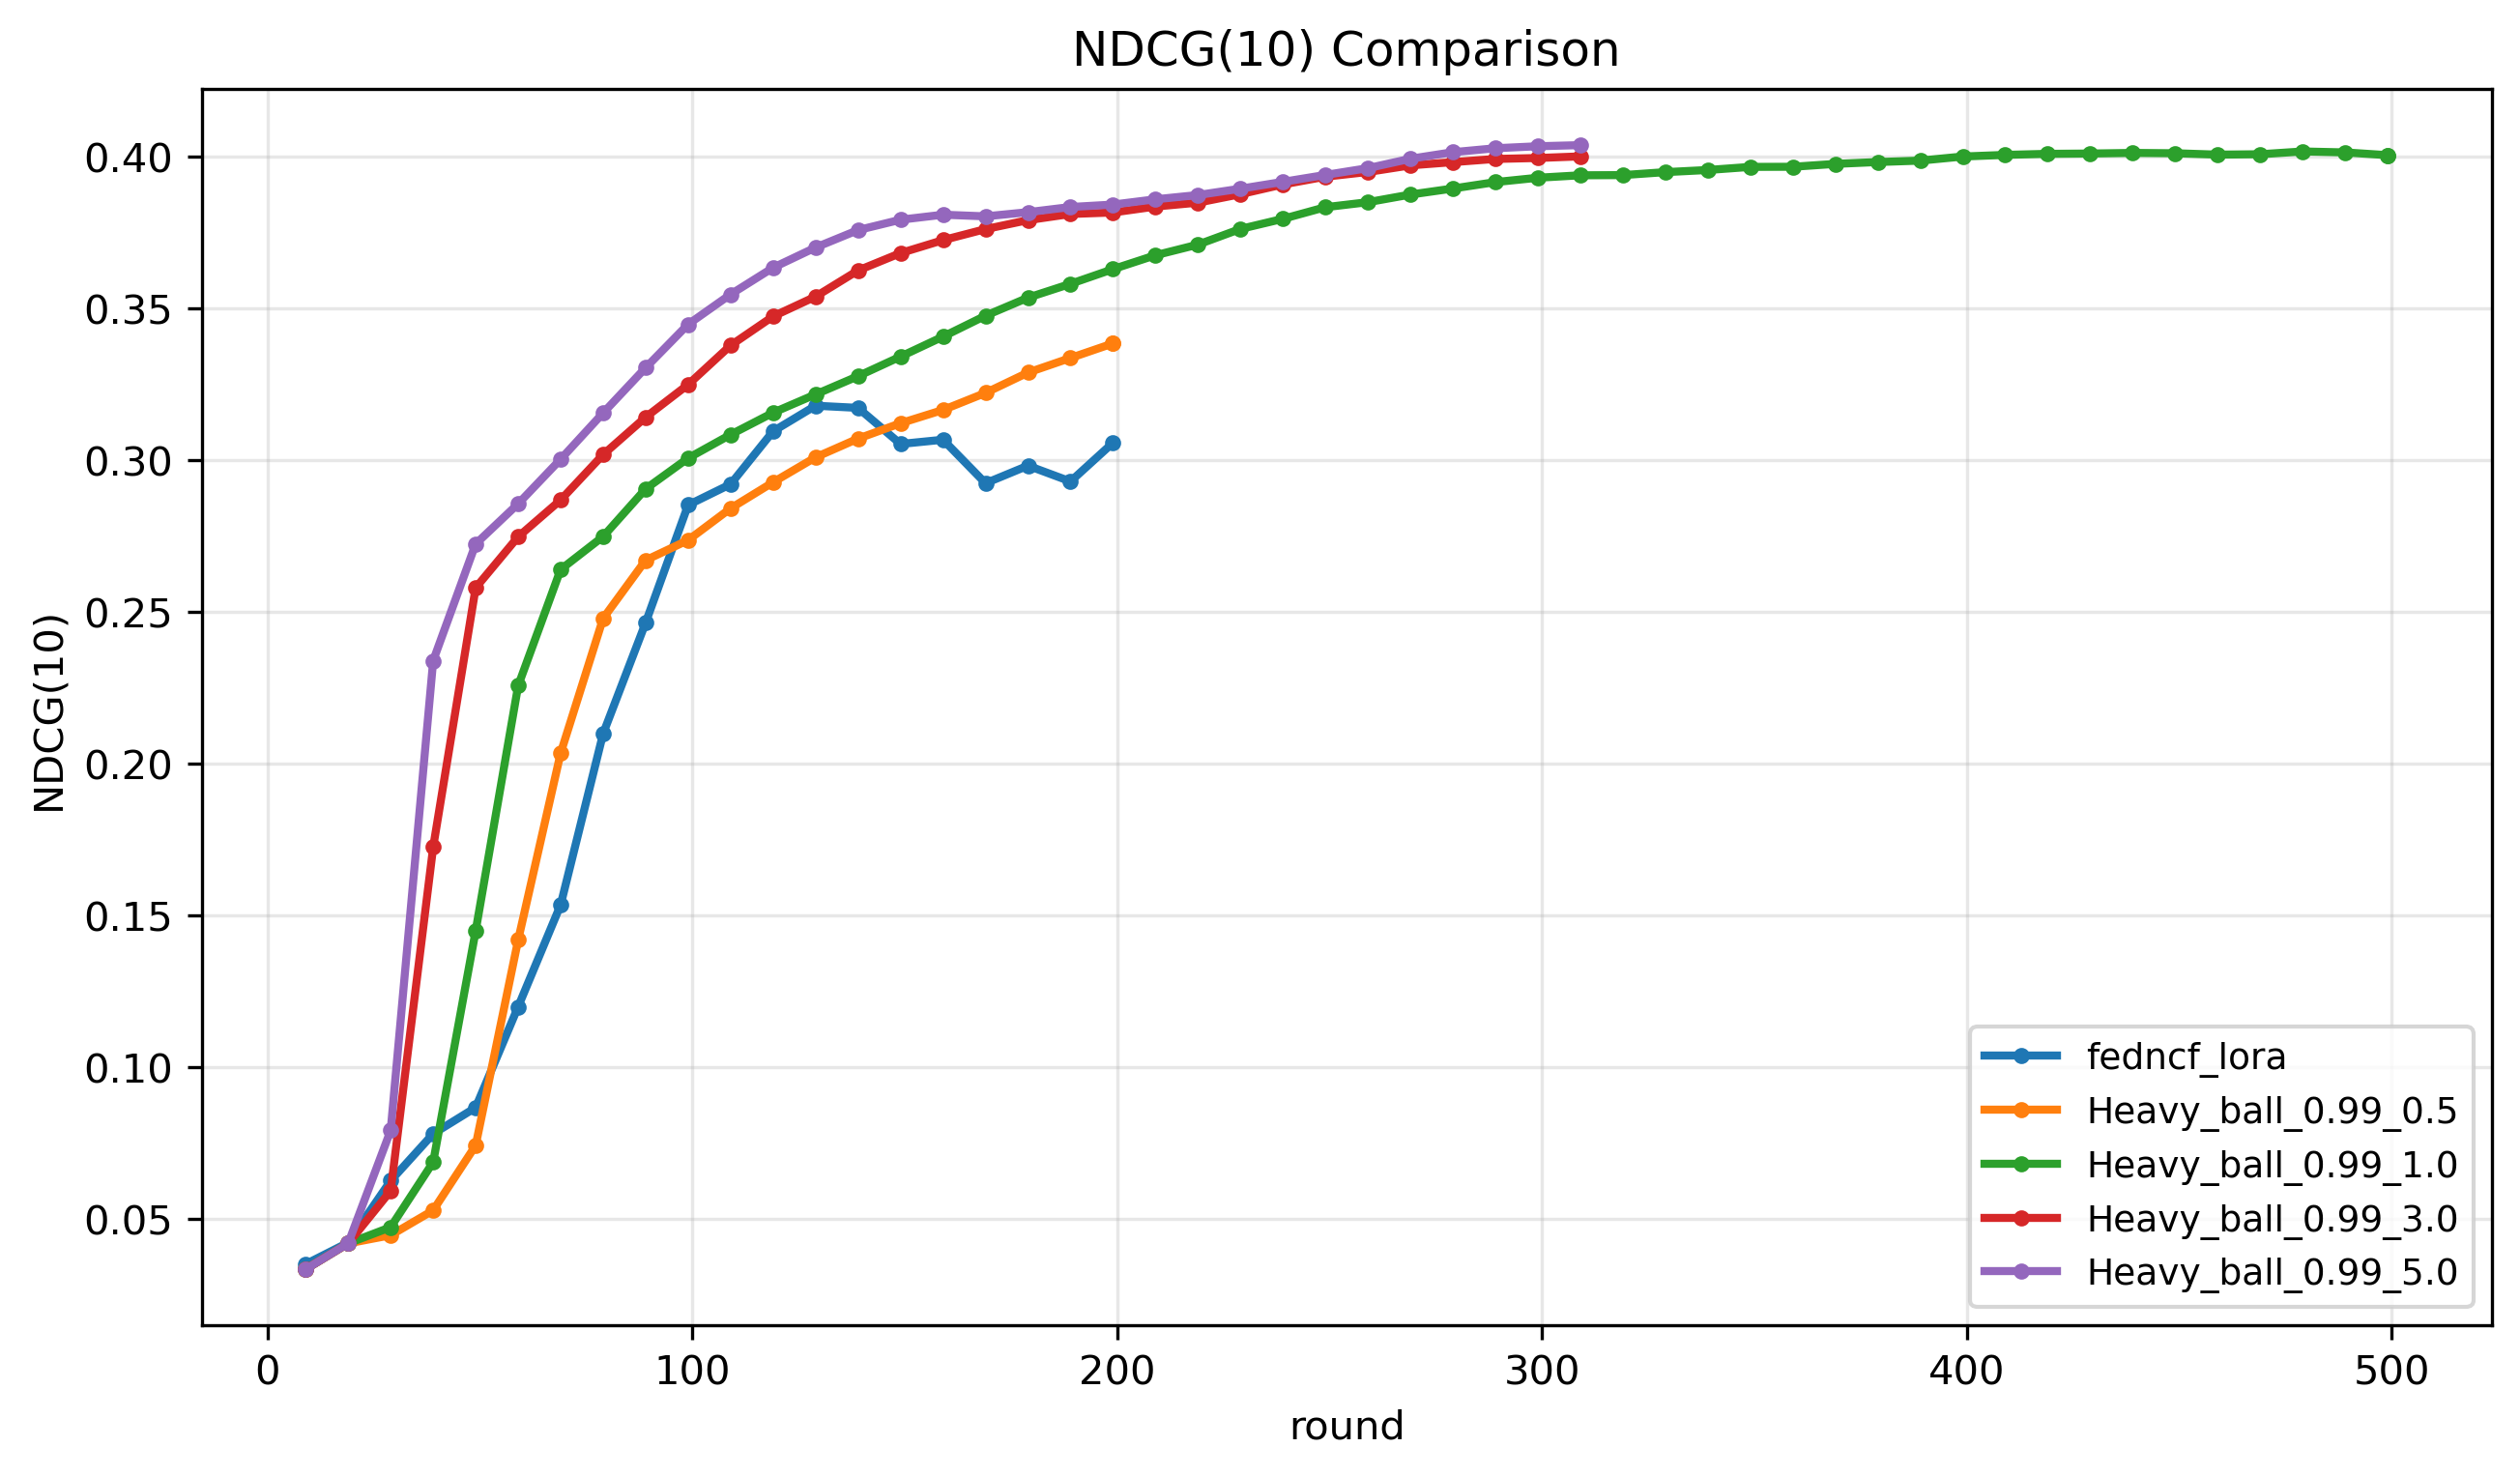 NDCG(10) Comparison
NDCG(10)
0.40
0.35
0.30
0.25
0.20
0.15
0.10
0.05
0 100 200 300 400 500
round
fedncf_lora
Heavy_ball_0.99_0.5
Heavy_ball_0.99_1.0
Heavy_ball_0.99_3.0
Heavy_ball_0.99_5.0